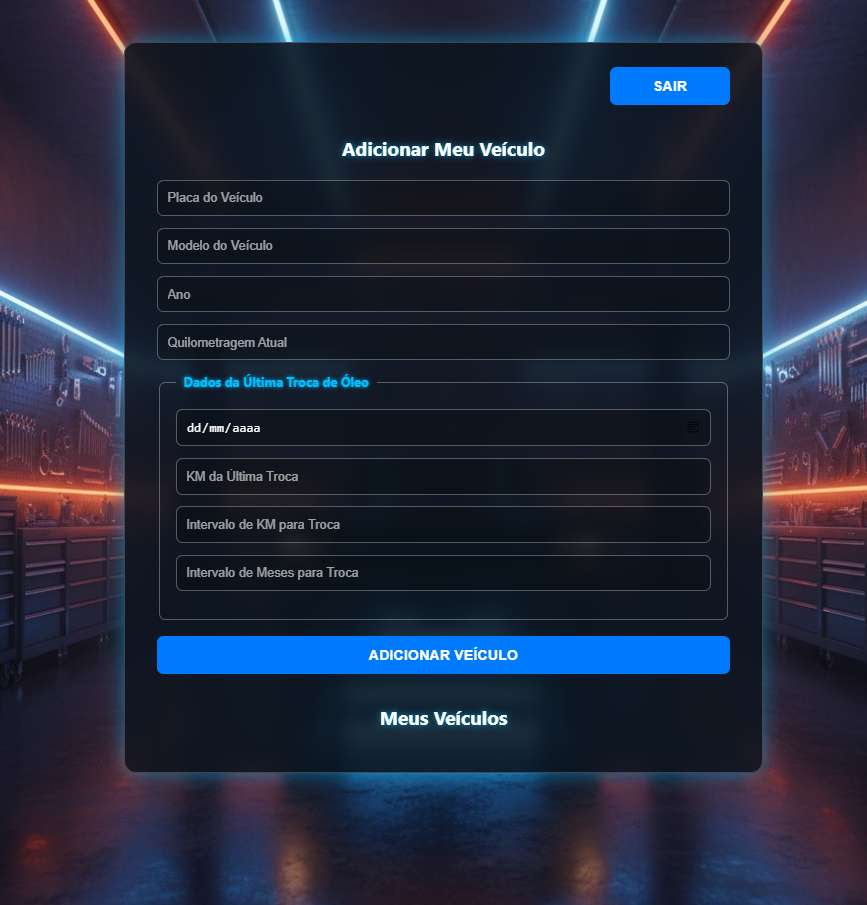 SAIR
Adicionar Meu Veículo
Placa do Veículo
Modelo do Veículo
Ano
Quilometragem Atual
Dados da Última Troca de Óleo
dd/mm/aaaa
KM da Última Troca
Intervalo de KM para Troca
Intervalo de Meses para Troca
ADICIONAR VEÍCULO
Meus Veículos